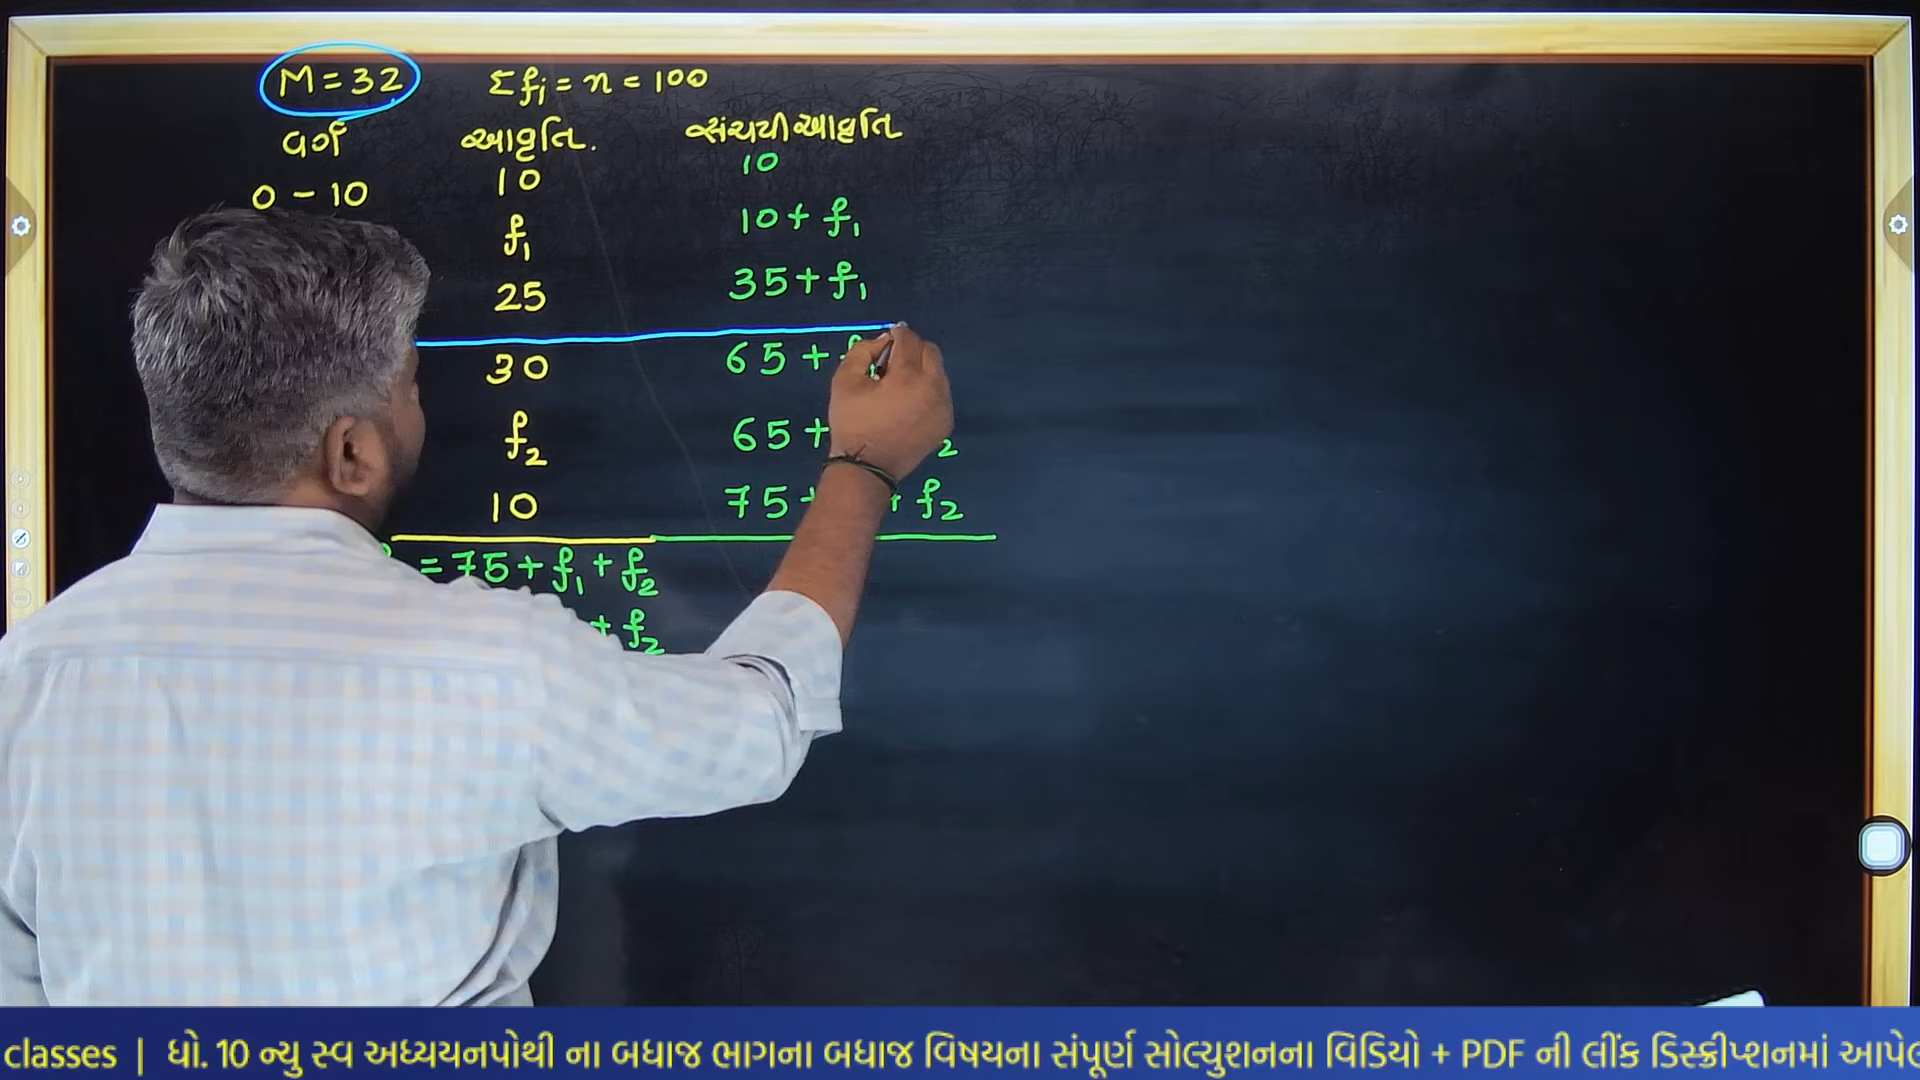 M = 32 Σfi = n = 100
વર્ગ આવૃત્તિ. સંચયી આવૃત્તિ
0 - 10 10 10
f1 10 + f1
25 35 + f1
30 65 +
f2 65 + 2
10 75 + + f2
= 75 + f1 + f2
+ f2
classes | ધો. 10 ન્યુ સ્વ અધ્યયનપોથી ના બધાજ ભાગના બધાજ વિષયના સંપૂર્ણ સોલ્યુશનના વિડિયો + PDF ની લીંક ડિસ્ક્રીપ્શનમાં